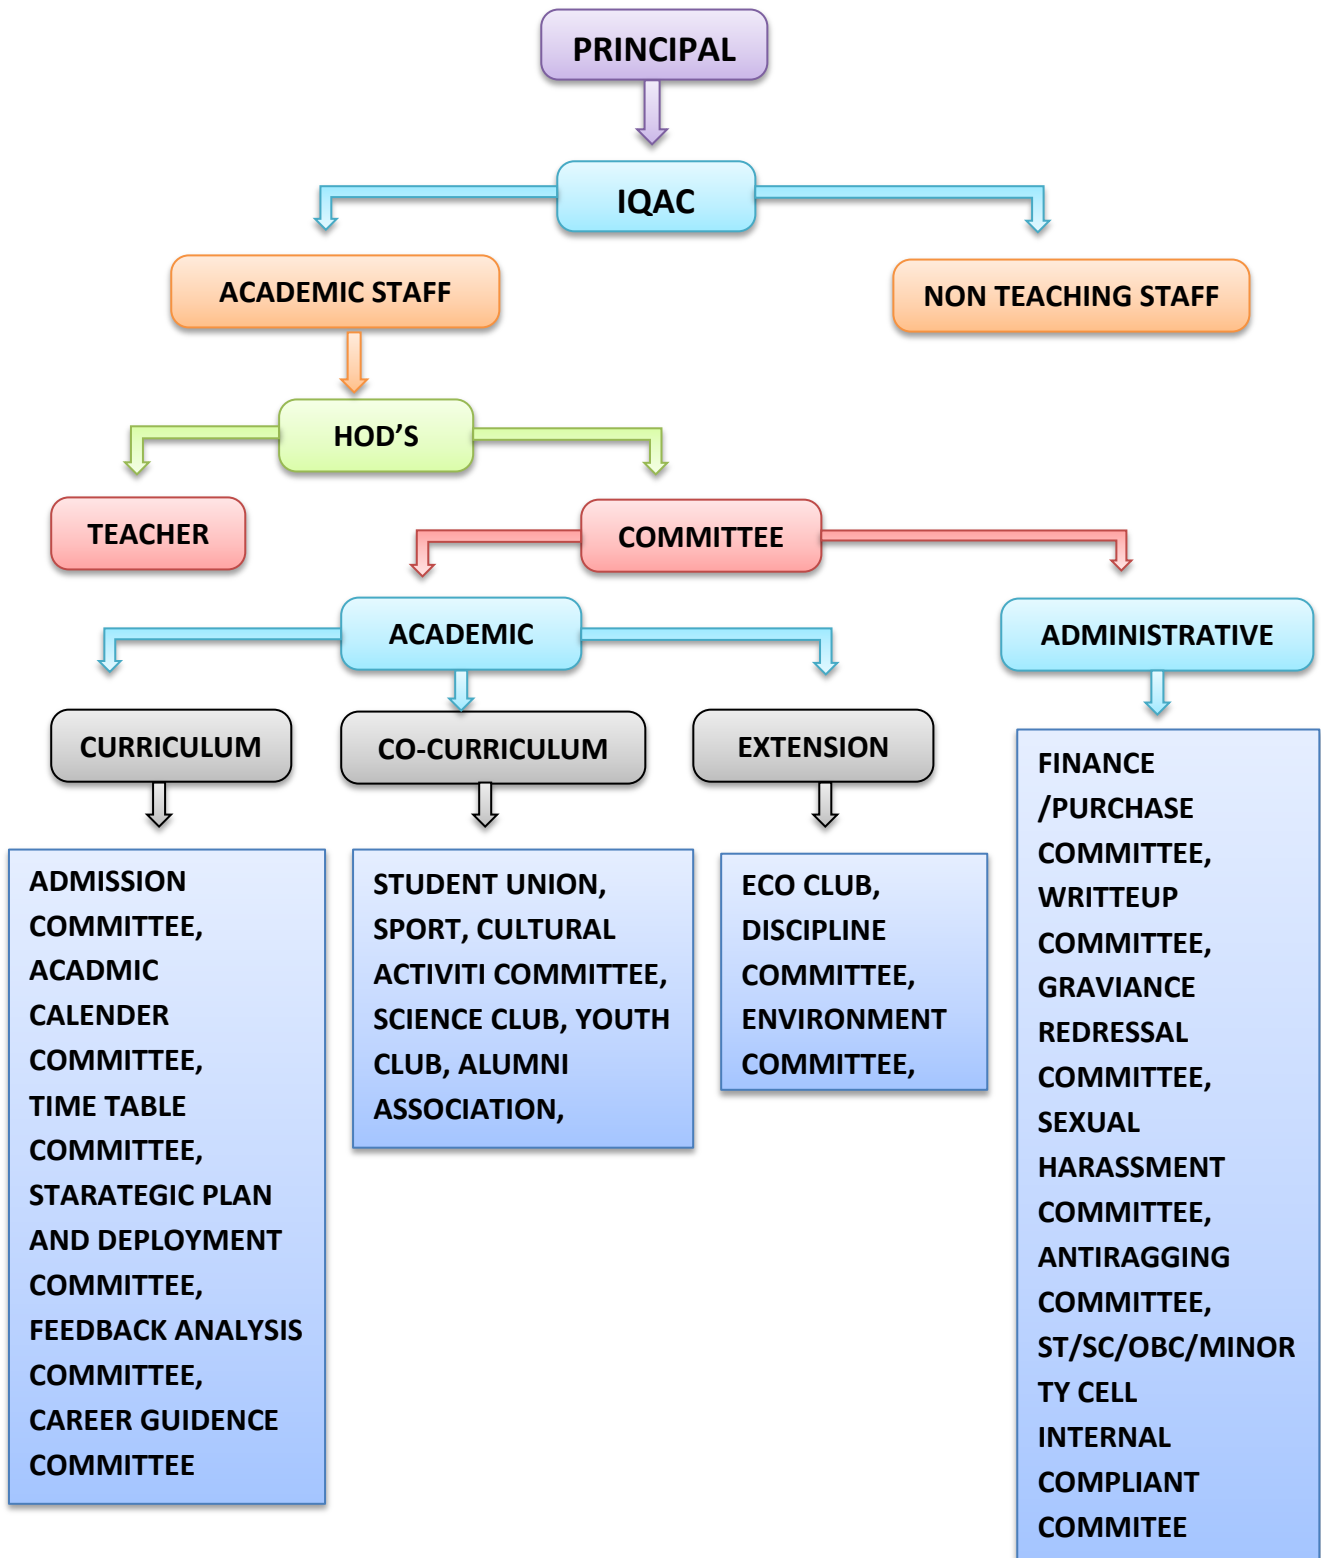 PRINCIPAL
IQAC
ACADEMIC STAFF
NON TEACHING STAFF
HOD’S
TEACHER
COMMITTEE
ACADEMIC
ADMINISTRATIVE
CURRICULUM
CO-CURRICULUM
EXTENSION
ADMISSION
COMMITTEE,
ACADMIC
CALENDER
COMMITTEE,
TIME TABLE
COMMITTEE,
STARATEGIC PLAN
AND DEPLOYMENT
COMMITTEE,
FEEDBACK ANALYSIS
COMMITTEE,
CAREER GUIDENCE
COMMITTEE
STUDENT UNION,
SPORT, CULTURAL
ACTIVITI COMMITTEE,
SCIENCE CLUB, YOUTH
CLUB, ALUMNI
ASSOCIATION,
ECO CLUB,
DISCIPLINE
COMMITTEE,
ENVIRONMENT
COMMITTEE,
FINANCE
/PURCHASE
COMMITTEE,
WRITTEUP
COMMITTEE,
GRAVIANCE
REDRESSAL
COMMITTEE,
SEXUAL
HARASSMENT
COMMITTEE,
ANTIRAGGING
COMMITTEE,
ST/SC/OBC/MINOR
TY CELL
INTERNAL
COMPLIANT
COMMITEE